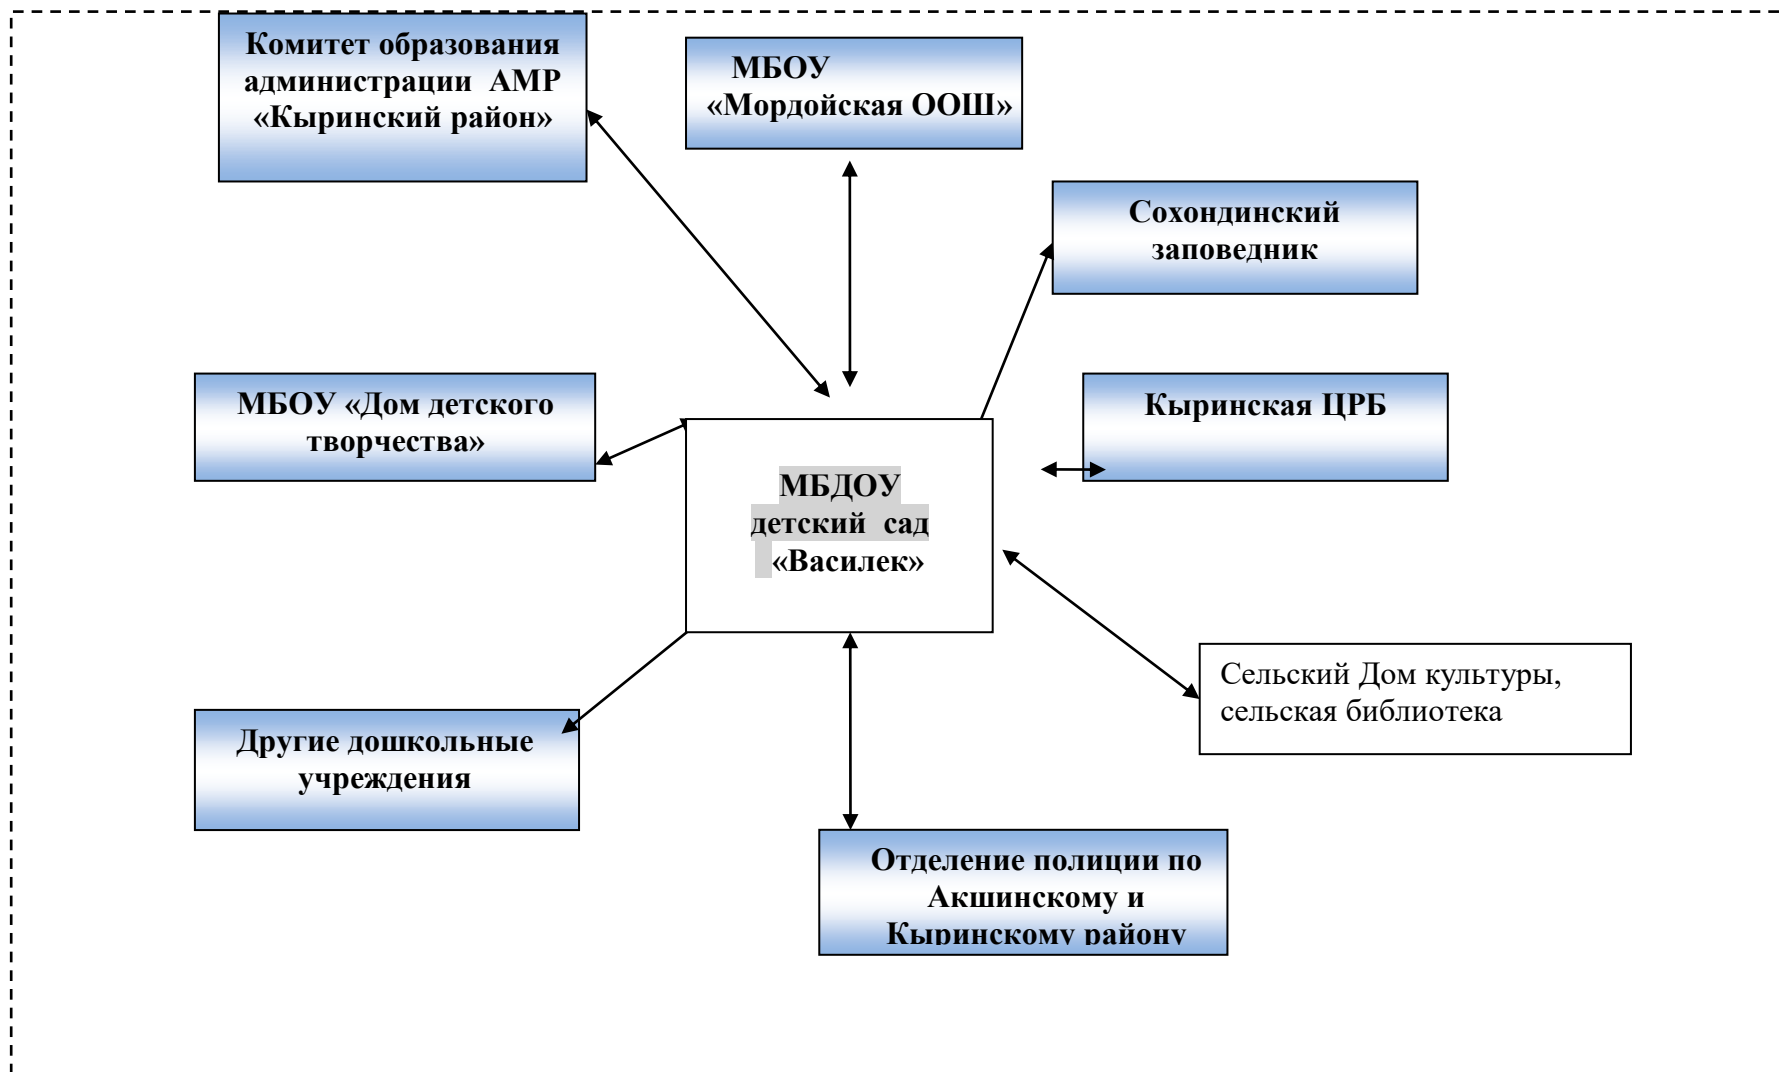 Комитет образования
администрации АМР
«Кыринский район»
МБОУ
«Мордойская ООШ»
Сохондинский
заповедник
МБОУ «Дом детского
творчества»
Кыринская ЦРБ
МБДОУ
детский сад
«Василек»
Сельский Дом культуры,
сельская библиотека
Другие дошкольные
учреждения
Отделение полиции по
Акшинскому и
Кыринскому району